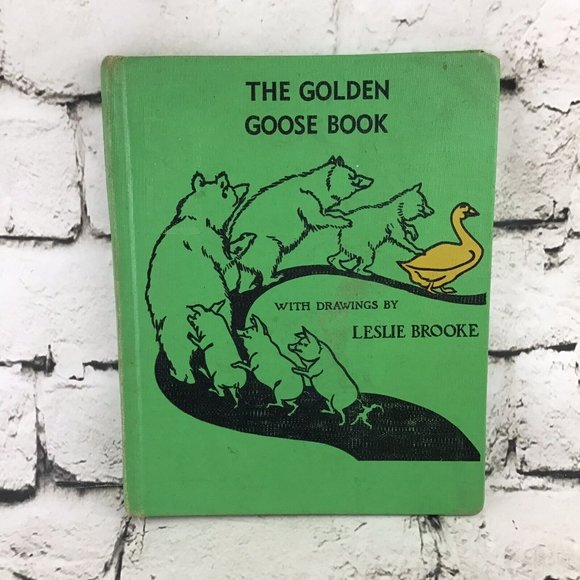 THE GOLDEN
GOOSE BOOK
WITH DRAWINGS BY
LESLIE BROOKE